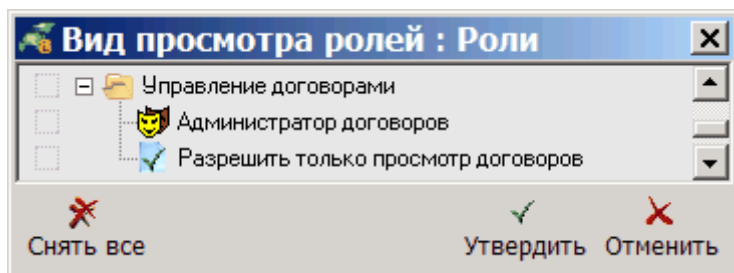 Вид просмотра ролей : Роли
Управление договорами
Администратор договоров
Разрешить только просмотр договоров
Снять все
Утвердить
Отменить